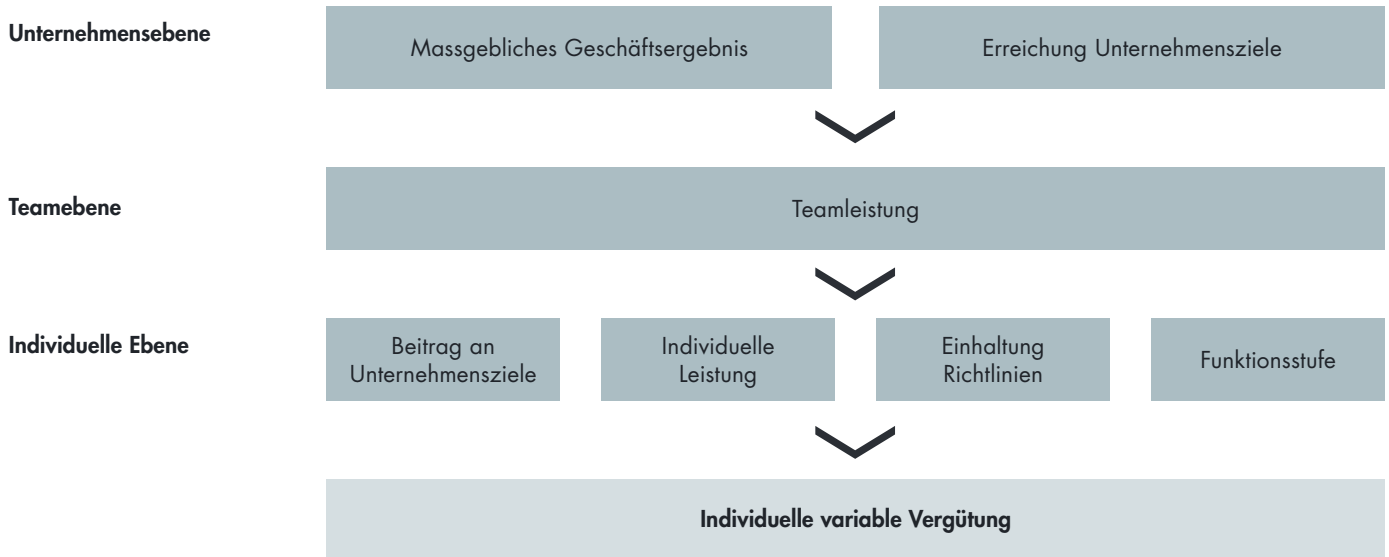 Unternehmensebene
Massgebliches Geschäftsergebnis
Erreichung Unternehmensziele
Teamebene
Teamleistung
Individuelle Ebene
Beitrag an
Unternehmensziele
Individuelle
Leistung
Einhaltung
Richtlinien
Funktionsstufe
Individuelle variable Vergütung